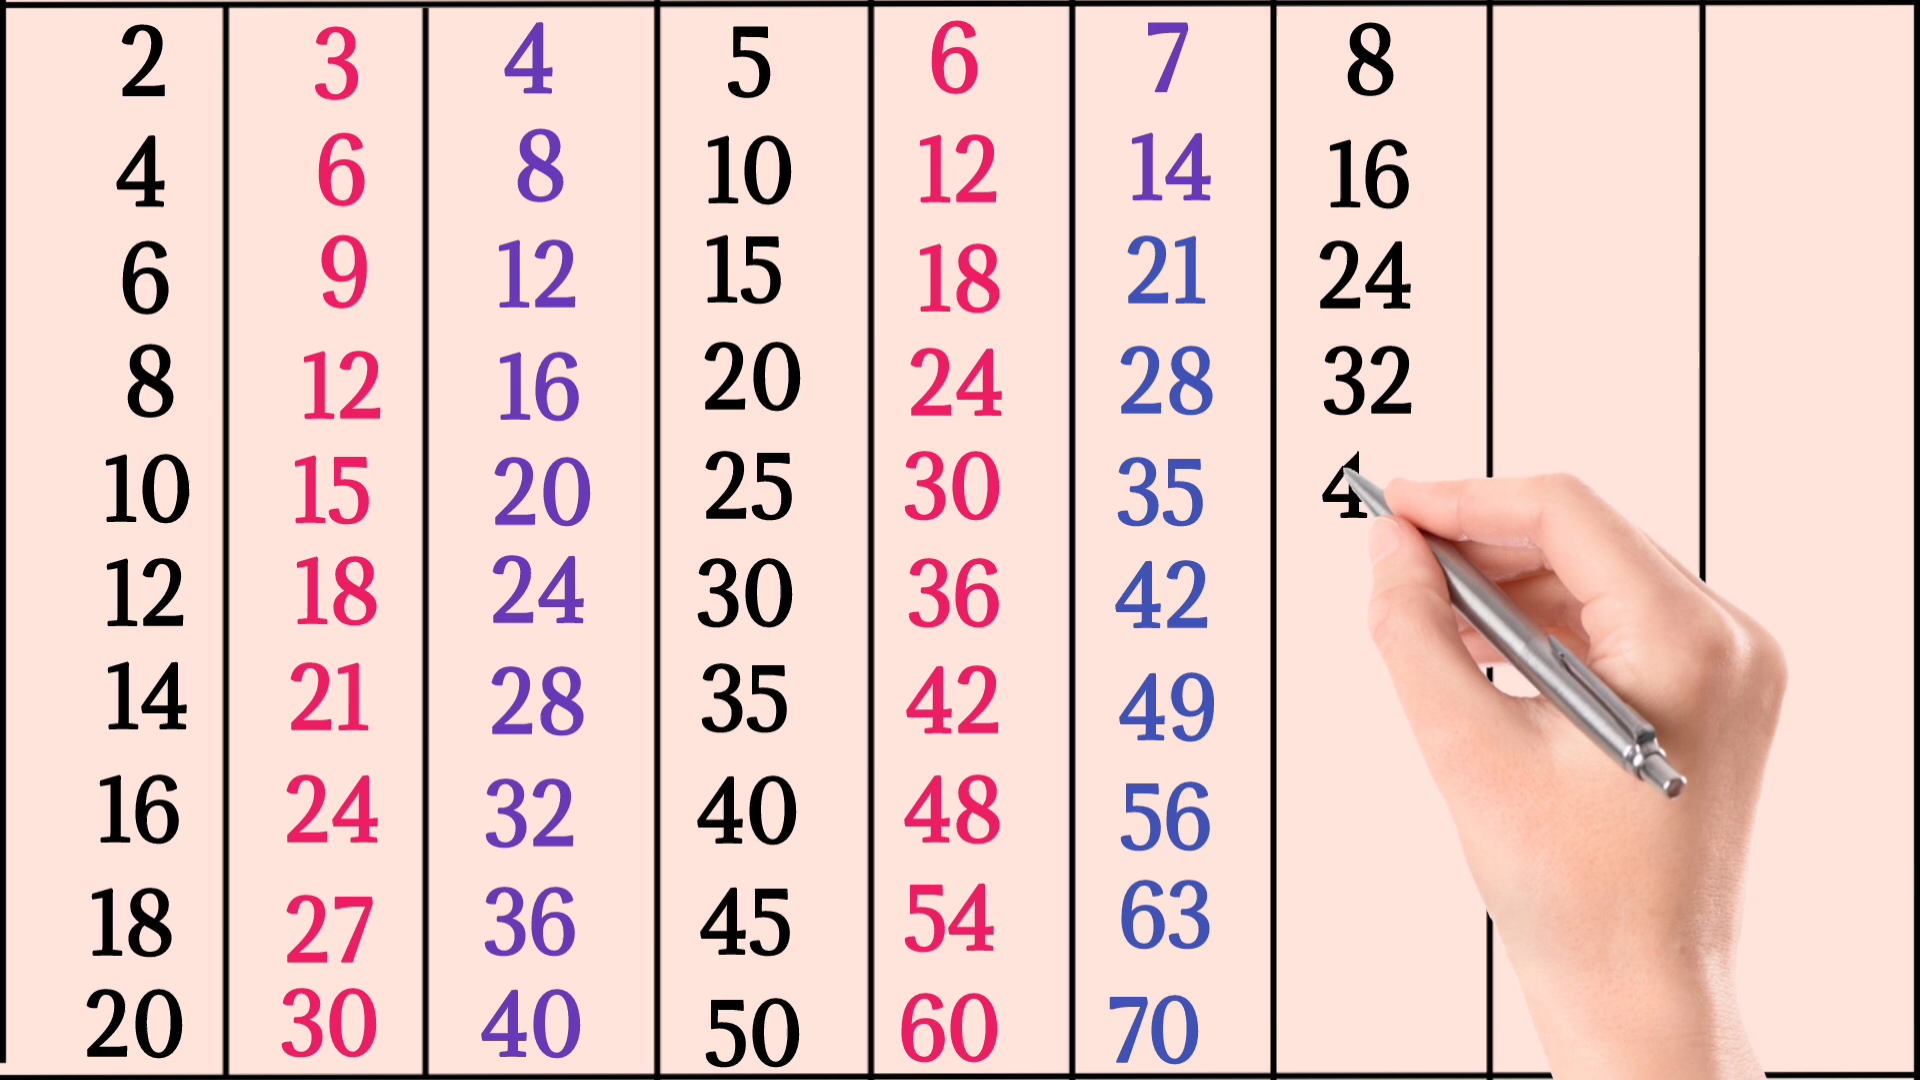 2 3 4 5 6 7 8
4 6 8 10 12 14 16
6 9 12 15 18 21 24
8 12 16 20 24 28 32
10 15 20 25 30 35 4
12 18 24 30 36 42
14 21 28 35 42 49
16 24 32 40 48 56
18 27 36 45 54 63
20 30 40 50 60 70